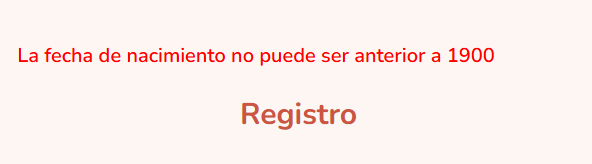 La fecha de nacimiento no puede ser anterior a 1900
Registro